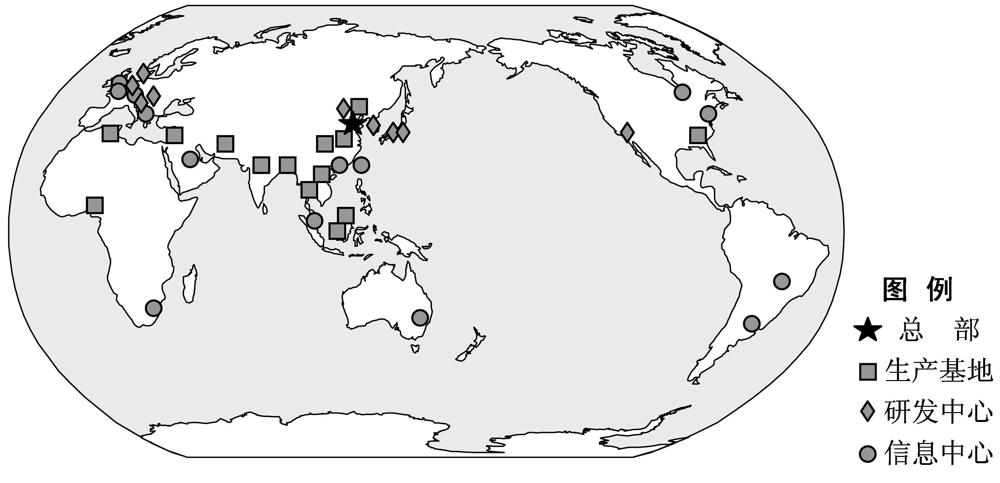 图 例
总 部
生产基地
研发中心
信息中心